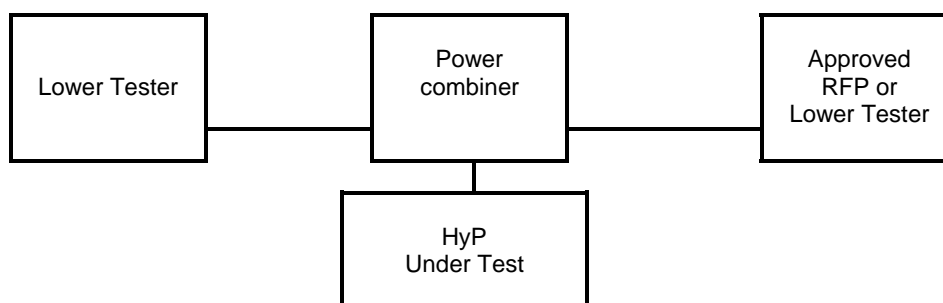 Lower Tester
Power
combiner
Approved
RFP or
Lower Tester
HyP
Under Test